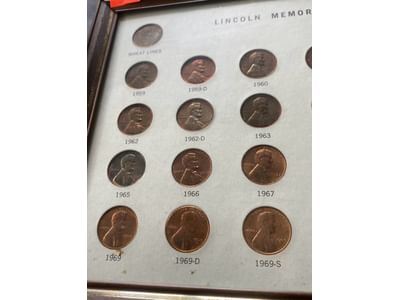 LINCOLN MEMOR
WHEAT LINES
1959 1959-D 1960
1962 1962-D 1963
1965 1966 1967
1969 1969-D 1969-S